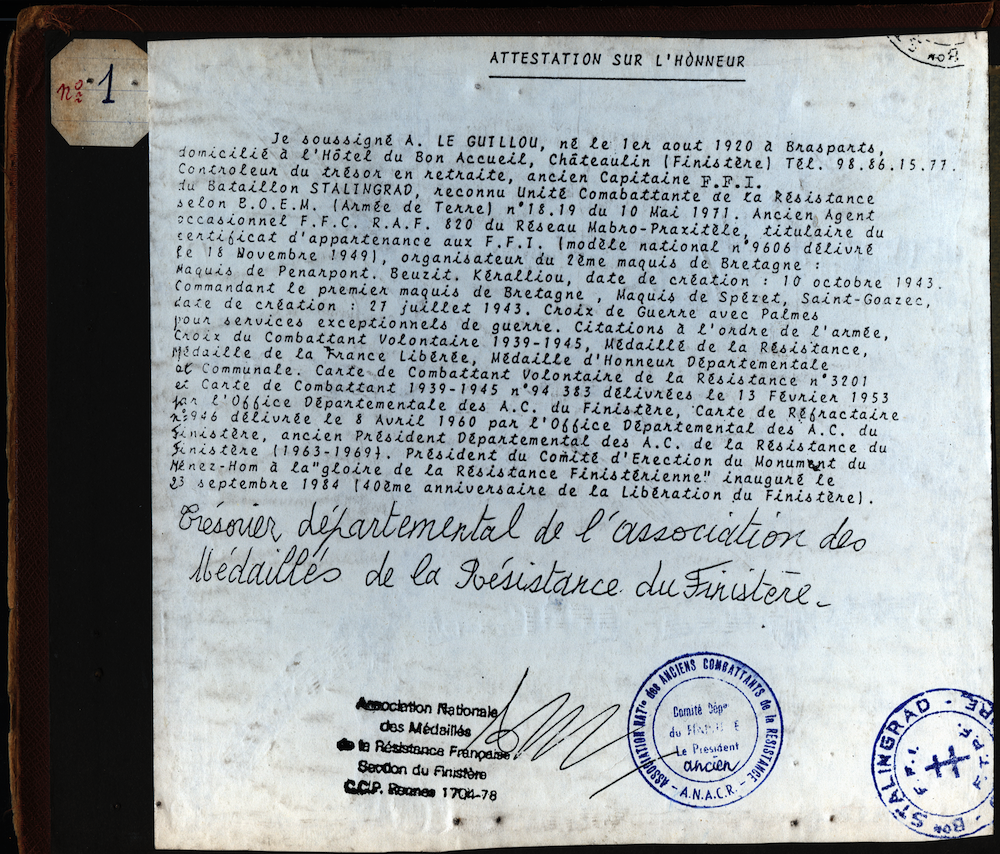 nº 1
ATTESTATION SUR L'HONNEUR
Je soussigné A. LE GUILLOU, né le 1er aout 1920 à Brasparts,
domicilié à l'Hôtel du Bon Accueil, Châteaulin (Finistère) Tél. 98.86.15.77.
Controleur du trésor en retraite, ancien Capitaine F.F.I.
du Bataillon STALINGRAD, reconnu Unité Comabattante de la Résistance
selon B.O.E.M. (Armée de Terre) n°18.19 du 10 Mai 1971. Ancien Agent
occasionnel F.F.C. R.A.F. 820 du Réseau Mabro-Praxitèle, titulaire du
certificat d'appartenance aux F.F.I. (modèle national n°9606 délivré
le 18 Novembre 1949), organisateur du 2ème maquis de Bretagne :
Maquis de Penarpont. Beuzit. Kéralliou, date de création : 10 octobre 1943.
Commandant le premier maquis de Bretagne , Maquis de Spézet, Saint-Goazec,
date de création : 27 juillet 1943. Croix de Guerre avec Palmes
pour services exceptionnels de guerre. Citations à l'ordre de l'armée,
Croix du Combattant Volontaire 1939-1945, Médaillé de la Résistance,
Médaille de la France Libérée, Médaille d'Honneur Départementale
et Communale. Carte de Combattant Volontaire de la Résistance n°3201
et Carte de Combattant 1939-1945 n°94 383 délivrées le 13 Février 1953
par l'Office Départementale des A.C. du Finistère, Carte de Réfractaire
n°946 délivrée le 8 Avril 1960 par l'Office Départemental des A.C. du
Finistère, ancien Président Départemental des A.C. de la Résistance du
Finistère (1963-1969). Président du Comité d'Erection du Monument du
Ménez-Hom à la"gloire de la Résistance Finistérienne" inauguré le
23 septembre 1984 (40ème anniversaire de la Libération du Finistère).
Trésorier départemental de l'association des
Médaillés de la Résistance du Finistère.
Association Nationale
des Médaillés
de la Résistance Française
Section du Finistère
C.C.P. Rennes 1704-78
ASSOCIATION NATle des ANCIENS COMBATTANTS de la RÉSISTANCE
- A.N.A.C.R. -
Comité Dép
du
Le Président
ancien
Bon STALINGRAD -
F.F.I.
F.T.P.F.
Bon